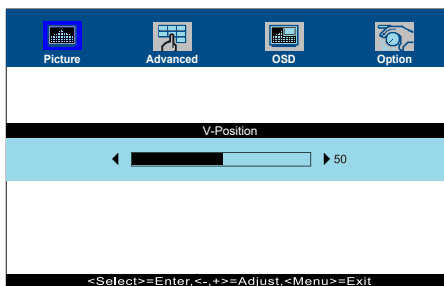 Picture Advanced OSD Option
V-Position
50
<Select>=Enter,<-,+>=Adjust,<Menu>=Exit